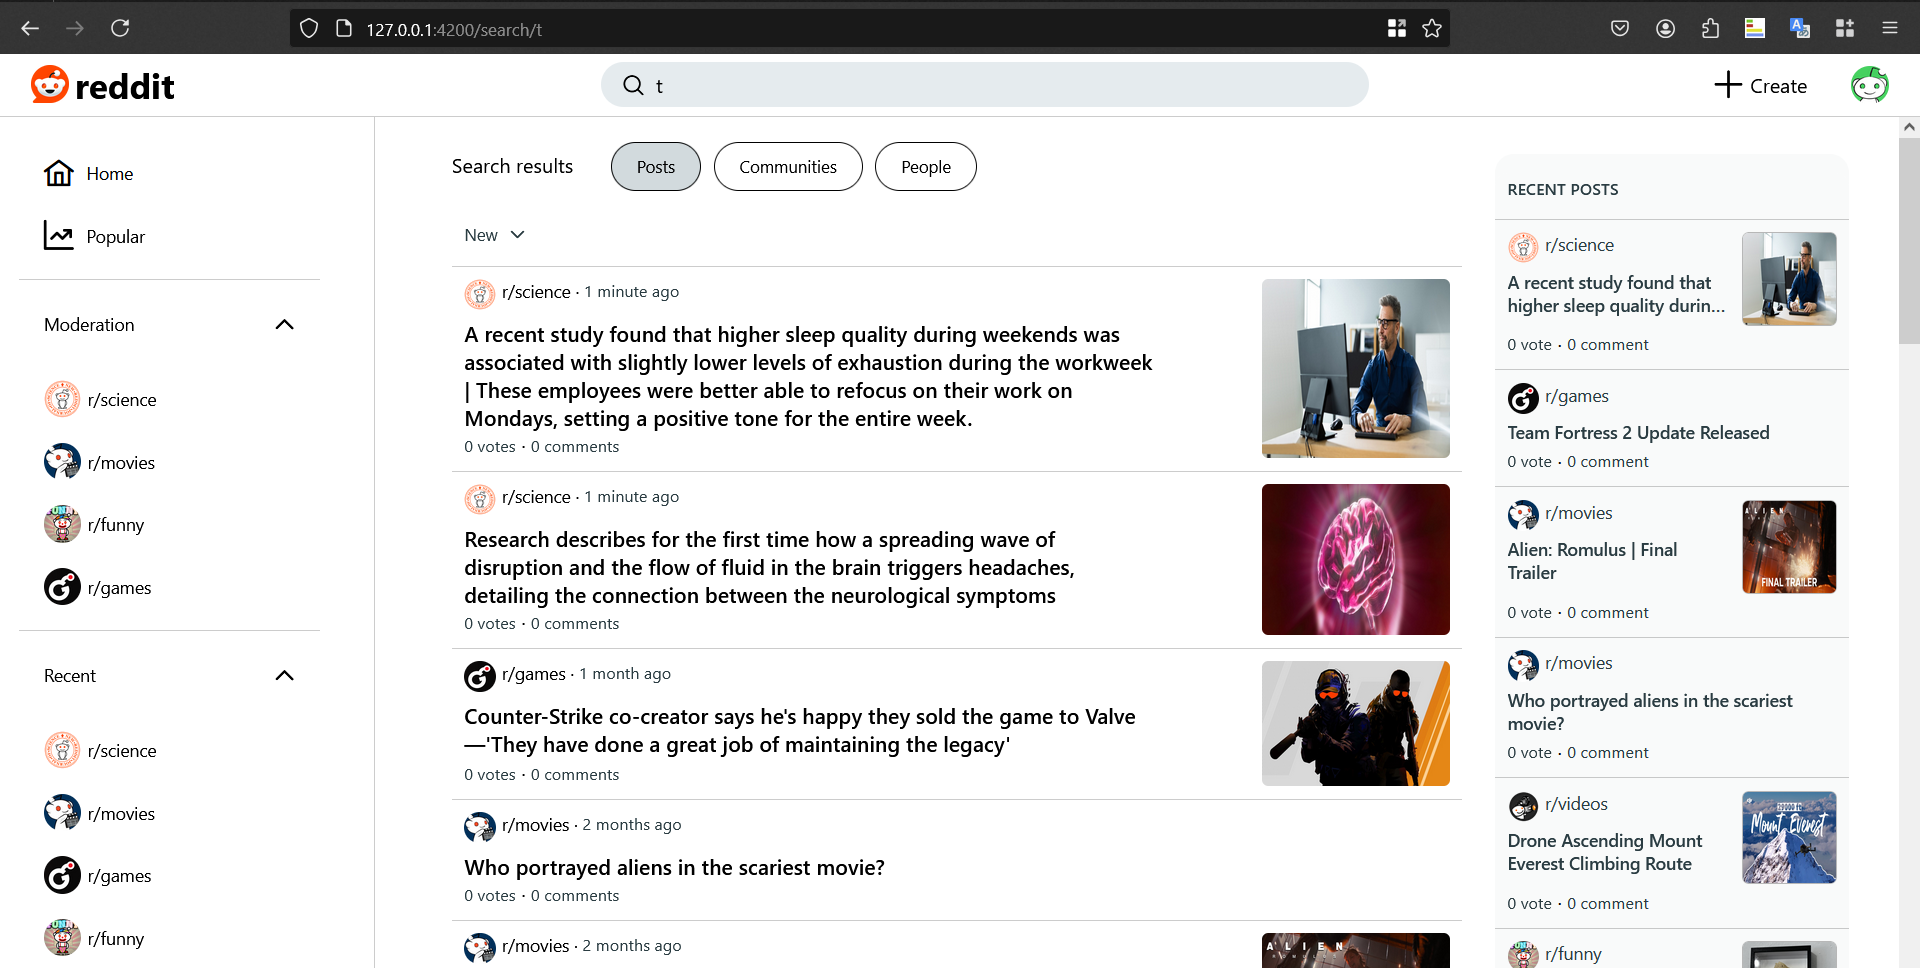 127.0.0.1:4200/search/t
reddit
t
Create
Home
Popular
Moderation
r/science
r/movies
r/funny
r/games
Recent
r/science
r/movies
r/games
r/funny
Search results
Posts
Communities
People
New
r/science · 1 minute ago
A recent study found that higher sleep quality during weekends was
associated with slightly lower levels of exhaustion during the workweek
| These employees were better able to refocus on their work on
Mondays, setting a positive tone for the entire week.
0 votes · 0 comments
r/science · 1 minute ago
Research describes for the first time how a spreading wave of
disruption and the flow of fluid in the brain triggers headaches,
detailing the connection between the neurological symptoms
0 votes · 0 comments
r/games · 1 month ago
Counter-Strike co-creator says he's happy they sold the game to Valve
—'They have done a great job of maintaining the legacy'
0 votes · 0 comments
r/movies · 2 months ago
Who portrayed aliens in the scariest movie?
0 votes · 0 comments
r/movies · 2 months ago
ALIEN
RECENT POSTS
r/science
A recent study found that
higher sleep quality durin...
0 vote · 0 comment
r/games
Team Fortress 2 Update Released
0 vote · 0 comment
r/movies
Alien: Romulus | Final
Trailer
ALIEN
FINAL TRAILER
0 vote · 0 comment
r/movies
Who portrayed aliens in the scariest
movie?
0 vote · 0 comment
r/videos
Drone Ascending Mount
Everest Climbing Route
Mount Everest
0 vote · 0 comment
r/funny